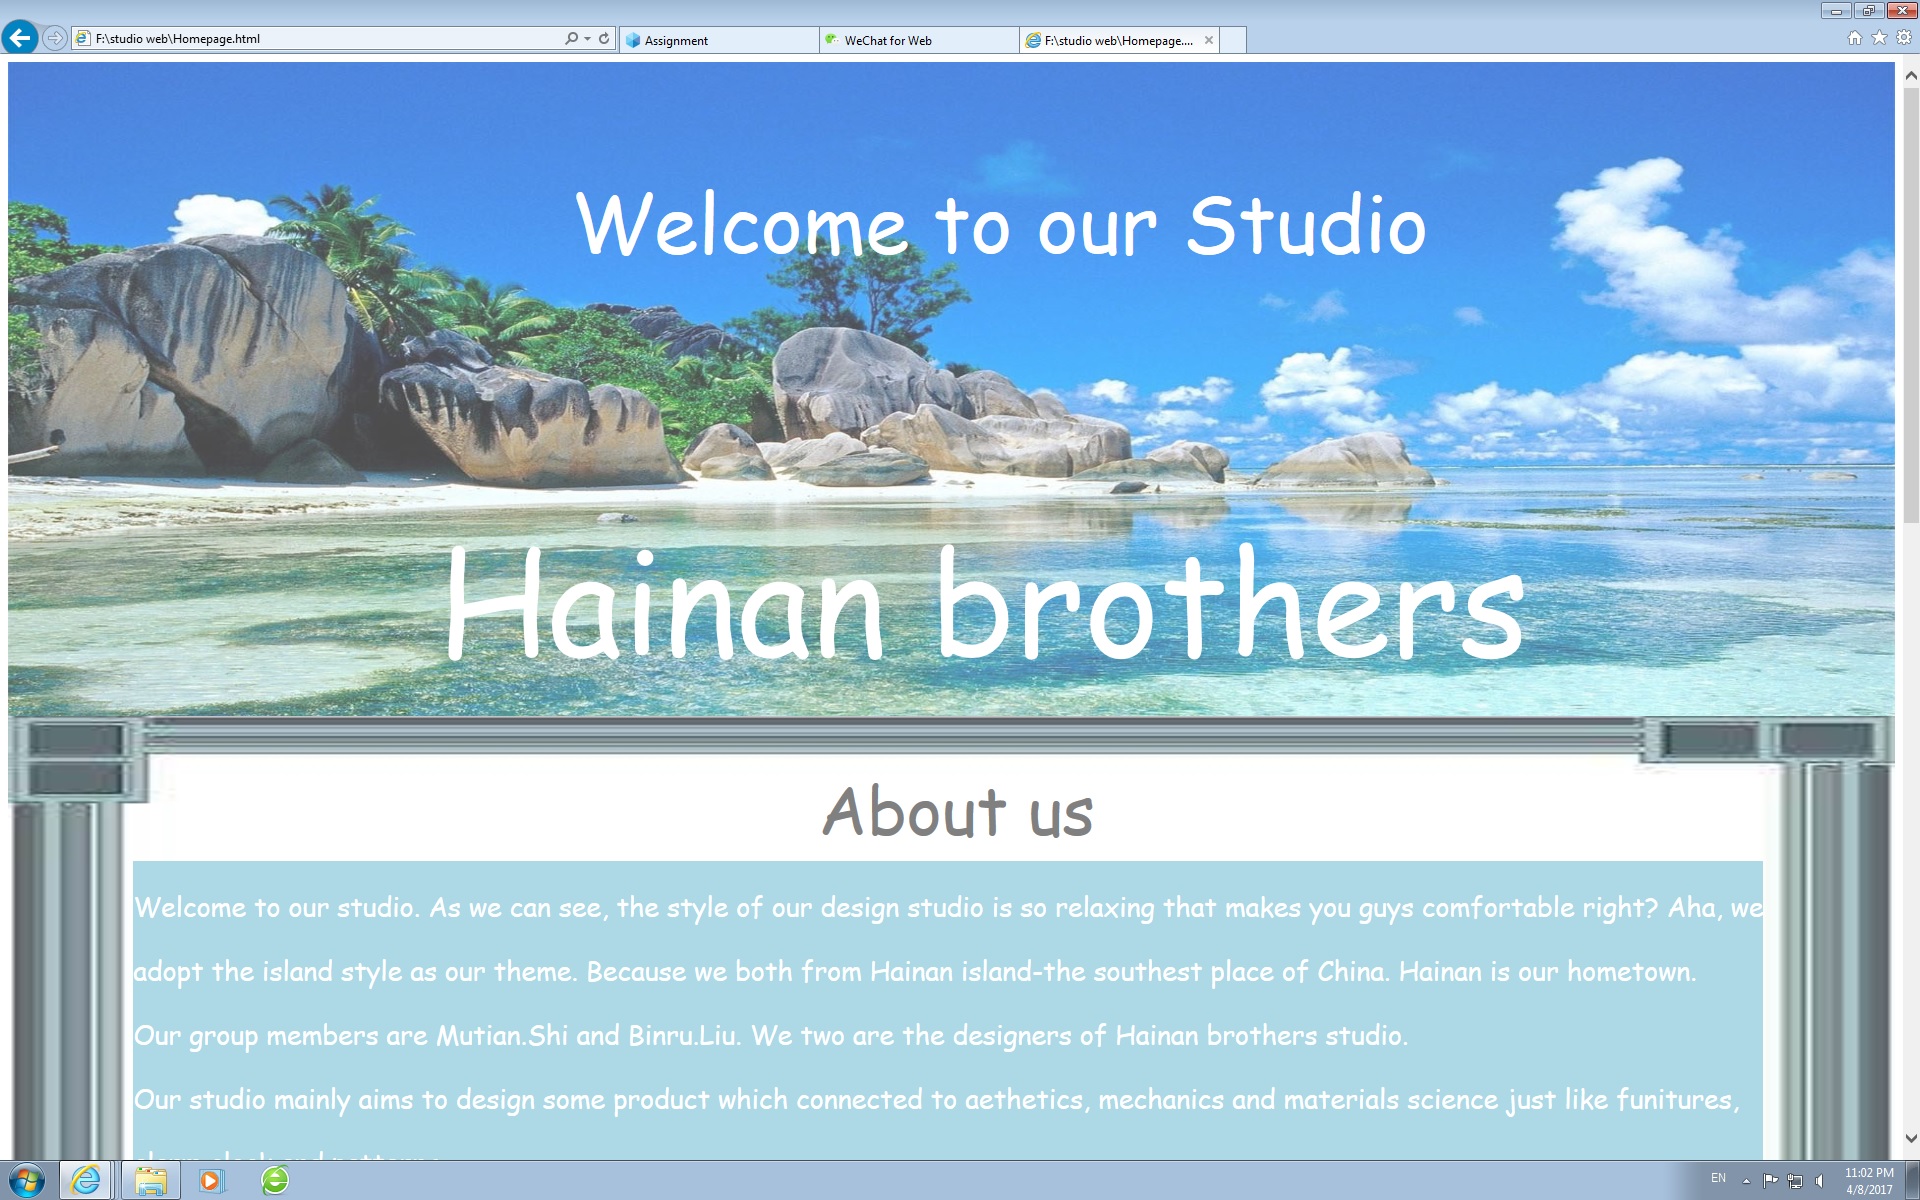 F:\studio web\Homepage.html
Assignment
WeChat for Web
F:\studio web\Homepage....
Welcome to our Studio
Hainan brothers
About us
Welcome to our studio. As we can see, the style of our design studio is so relaxing that makes you guys comfortable right? Aha, we
adopt the island style as our theme. Because we both from Hainan island-the southest place of China. Hainan is our hometown.
Our group members are Mutian.Shi and Binru.Liu. We two are the designers of Hainan brothers studio.
Our studio mainly aims to design some product which connected to aethetics, mechanics and materials science just like funitures,
EN
11:02 PM
4/8/2017